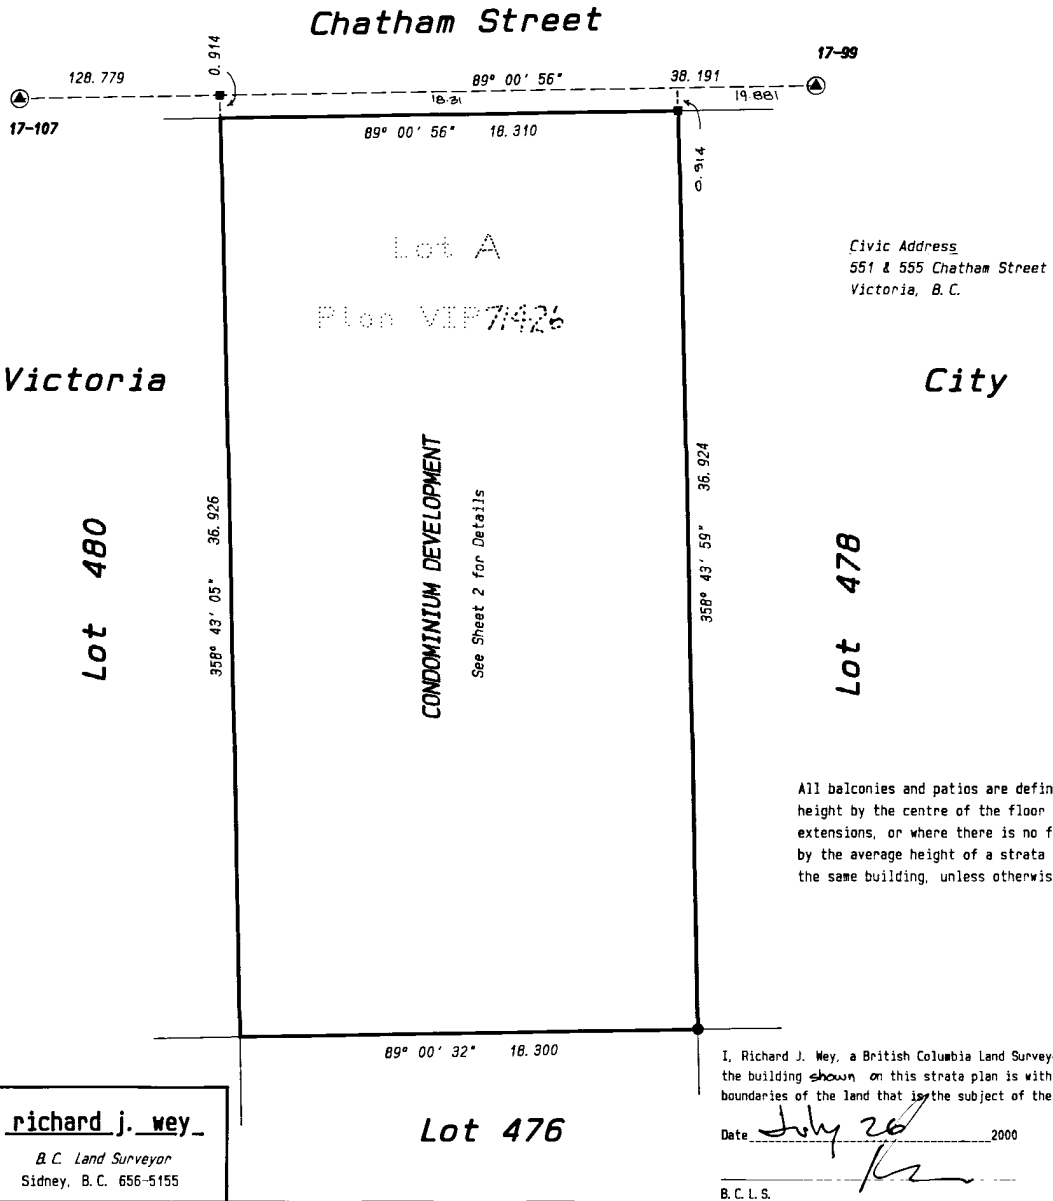 Chatham Street
17-99
128.779
0.914
89° 00' 56"
38.191
18.31
19.881
17-107
89° 00' 56" 18.310
0.914
Lot A
Plan VIP 71426
Civic Address
551 & 555 Chatham Street
Victoria, B.C.
Victoria
City
Lot 480
358° 43' 05" 36.926
CONDOMINIUM DEVELOPMENT
See Sheet 2 for Details
358° 43' 59" 36.924
Lot 478
All balconies and patios are defin
height by the centre of the floor
extensions, or where there is no f
by the average height of a strata
the same building, unless otherwis
89° 00' 32" 18.300
I, Richard J. Wey, a British Columbia Land Survey
the building shown on this strata plan is with
boundaries of the land that is the subject of the
richard j. wey
B.C. Land Surveyor
Sidney, B.C. 656-5155
Lot 476
Date July 26 2000
B.C.L.S.